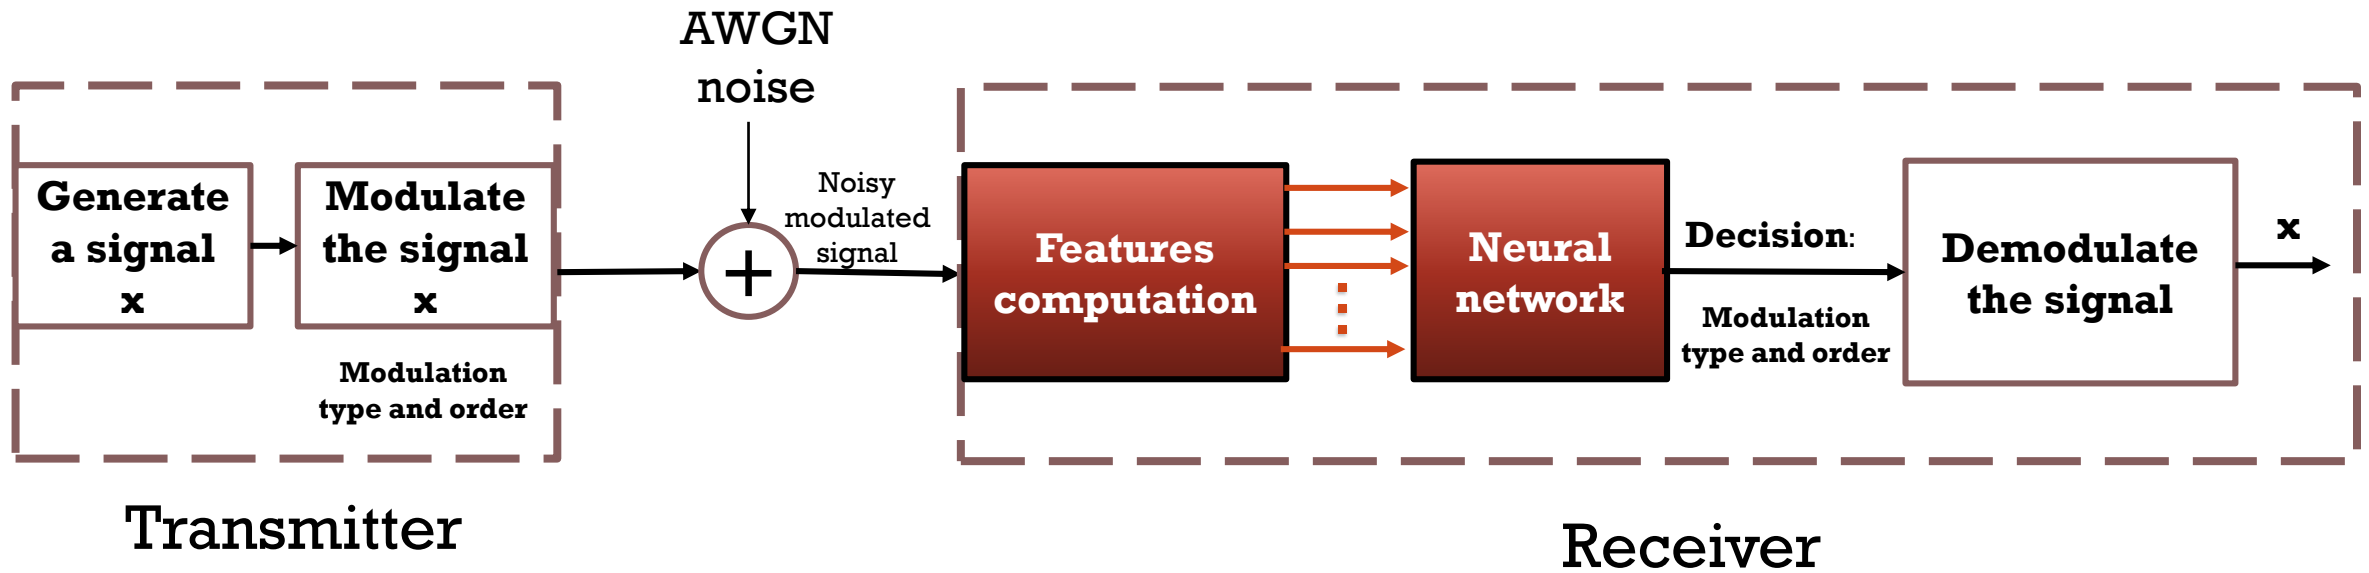 AWGN
noise
Generate
a signal
x
Modulate
the signal
x
Modulation
type and order
Transmitter
+
Noisy
modulated
signal
Features
computation
Neural
network
Decision:
Modulation
type and order
Demodulate
the signal
x
Receiver